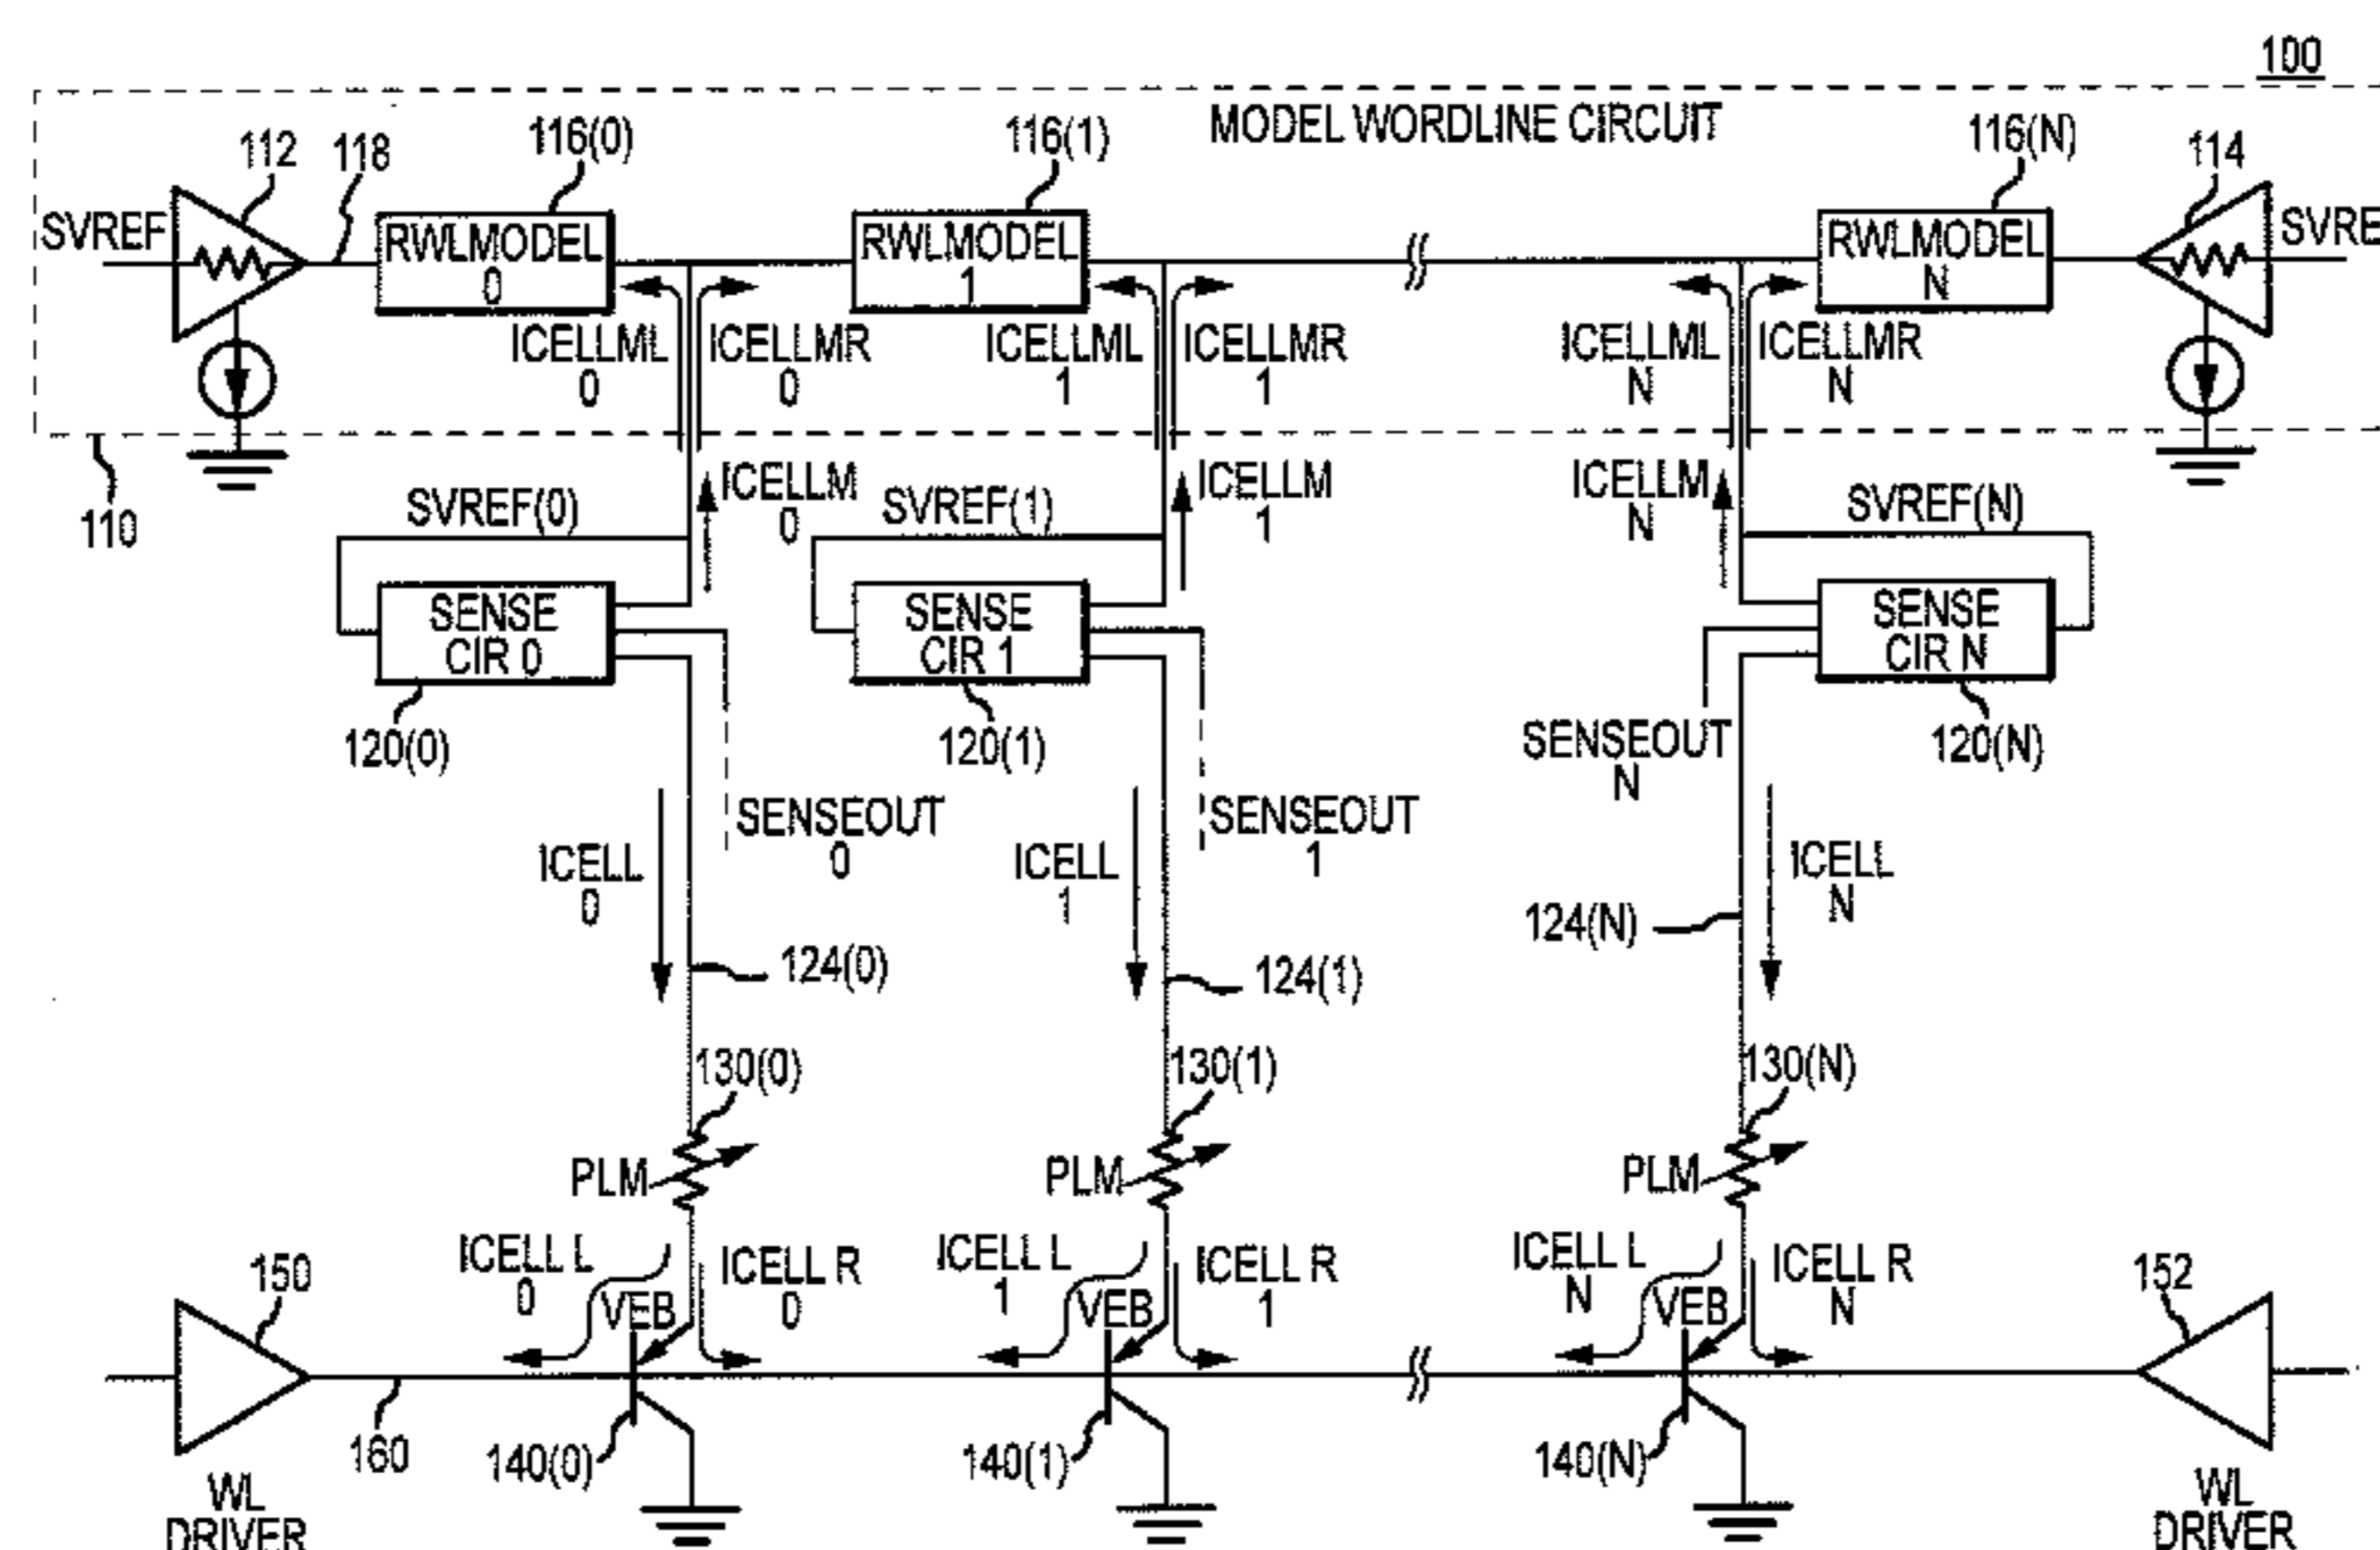 100
MODEL WORDLINE CIRCUIT
112
118
116(0)
116(1)
116(N)
114
SVREF
RWLMODEL
0
RWLMODEL
1
RWLMODEL
N
SVRE
ICELLML
0
ICELLMR
0
ICELLML
1
ICELLMR
1
ICELLML
N
ICELLMR
N
110
SVREF(0)
ICELLM
0
SVREF(1)
ICELLM
1
ICELLM
N
SVREF(N)
SENSE
CIR 0
SENSE
CIR 1
SENSE
CIR N
120(0)
120(1)
SENSEOUT
N
120(N)
SENSEOUT
0
SENSEOUT
1
ICELL
0
ICELL
1
ICELL
N
124(0)
124(1)
124(N)
130(0)
130(1)
130(N)
PLM
PLM
PLM
150
ICELL L
0
VEB
ICELL R
0
ICELL L
1
VEB
ICELL R
1
ICELL L
N
VEB
ICELL R
N
152
160
140(0)
140(1)
140(N)
WL
DRIVER
WL
DRIVER